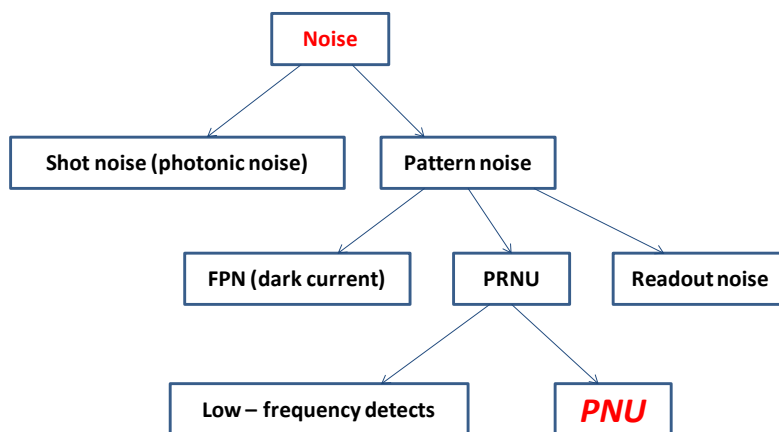 Noise
Shot noise (photonic noise)
Pattern noise
FPN (dark current)
PRNU
Readout noise
Low – frequency detects
PNU